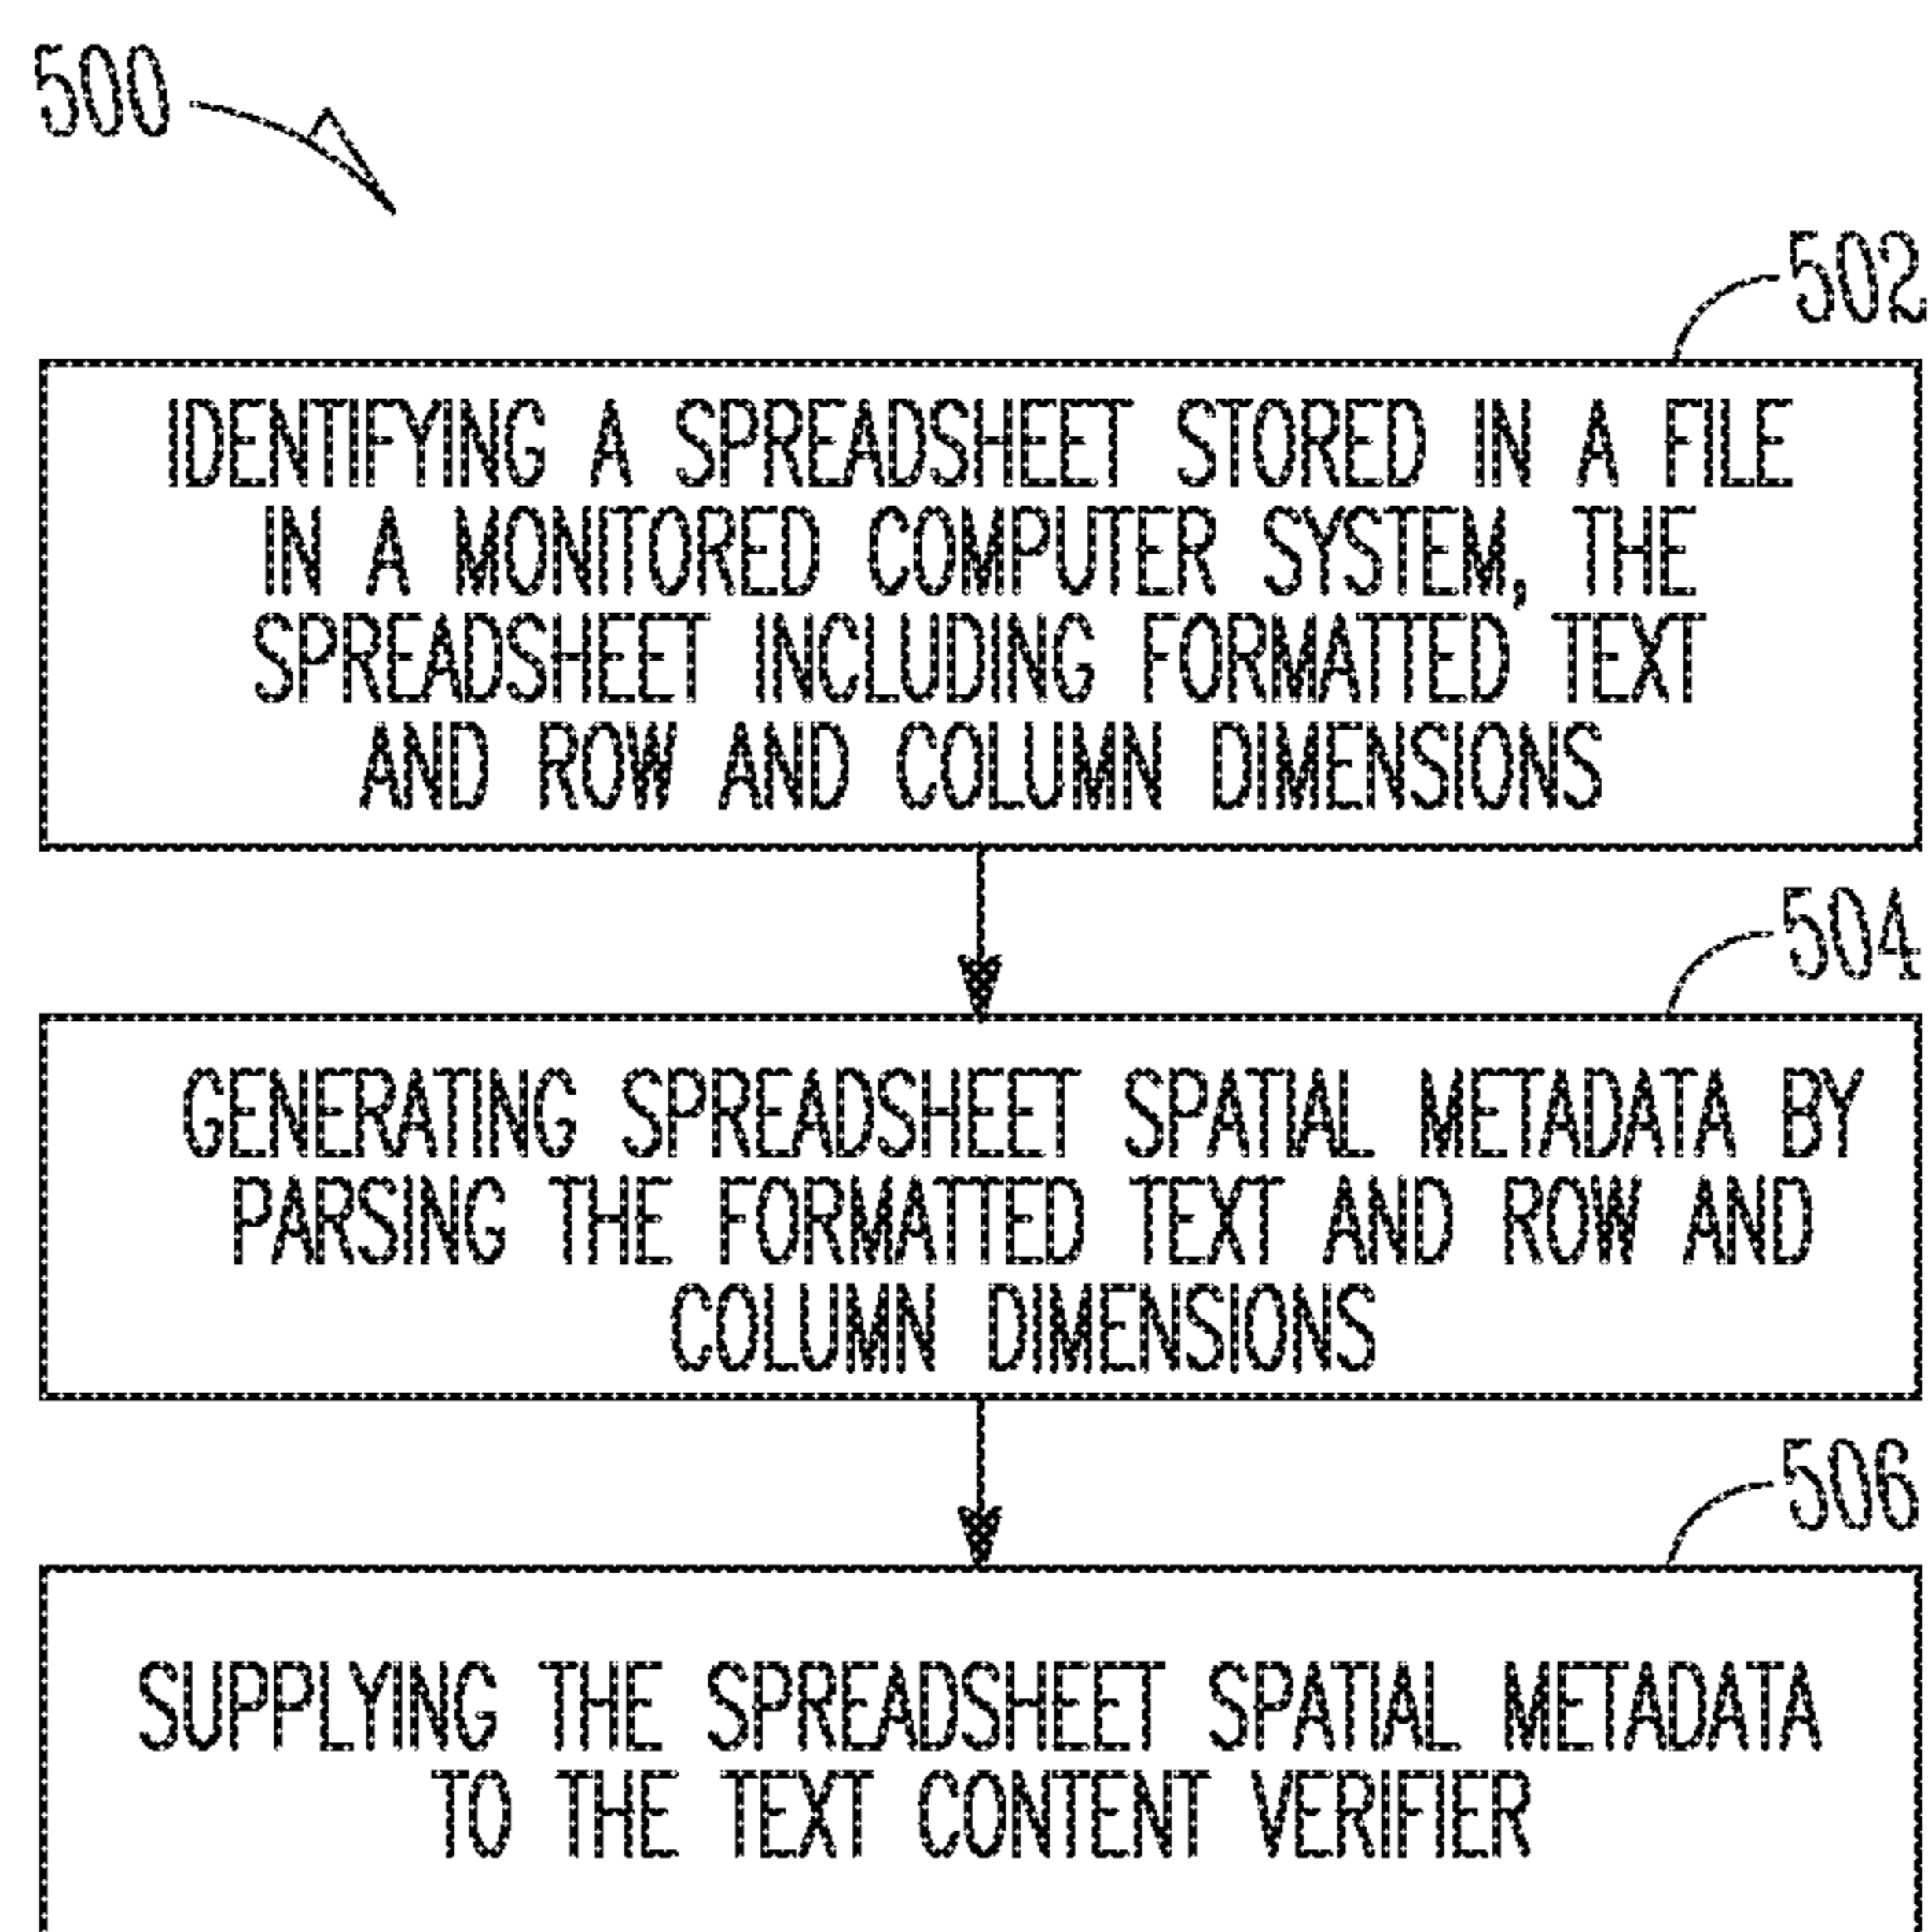 500
502
IDENTIFYING A SPREADSHEET STORED IN A FILE
IN A MONITORED COMPUTER SYSTEM, THE
SPREADSHEET INCLUDING FORMATTED TEXT
AND ROW AND COLUMN DIMENSIONS
504
GENERATING SPREADSHEET SPATIAL METADATA BY
PARSING THE FORMATTED TEXT AND ROW AND
COLUMN DIMENSIONS
506
SUPPLYING THE SPREADSHEET SPATIAL METADATA
TO THE TEXT CONTENT VERIFIER